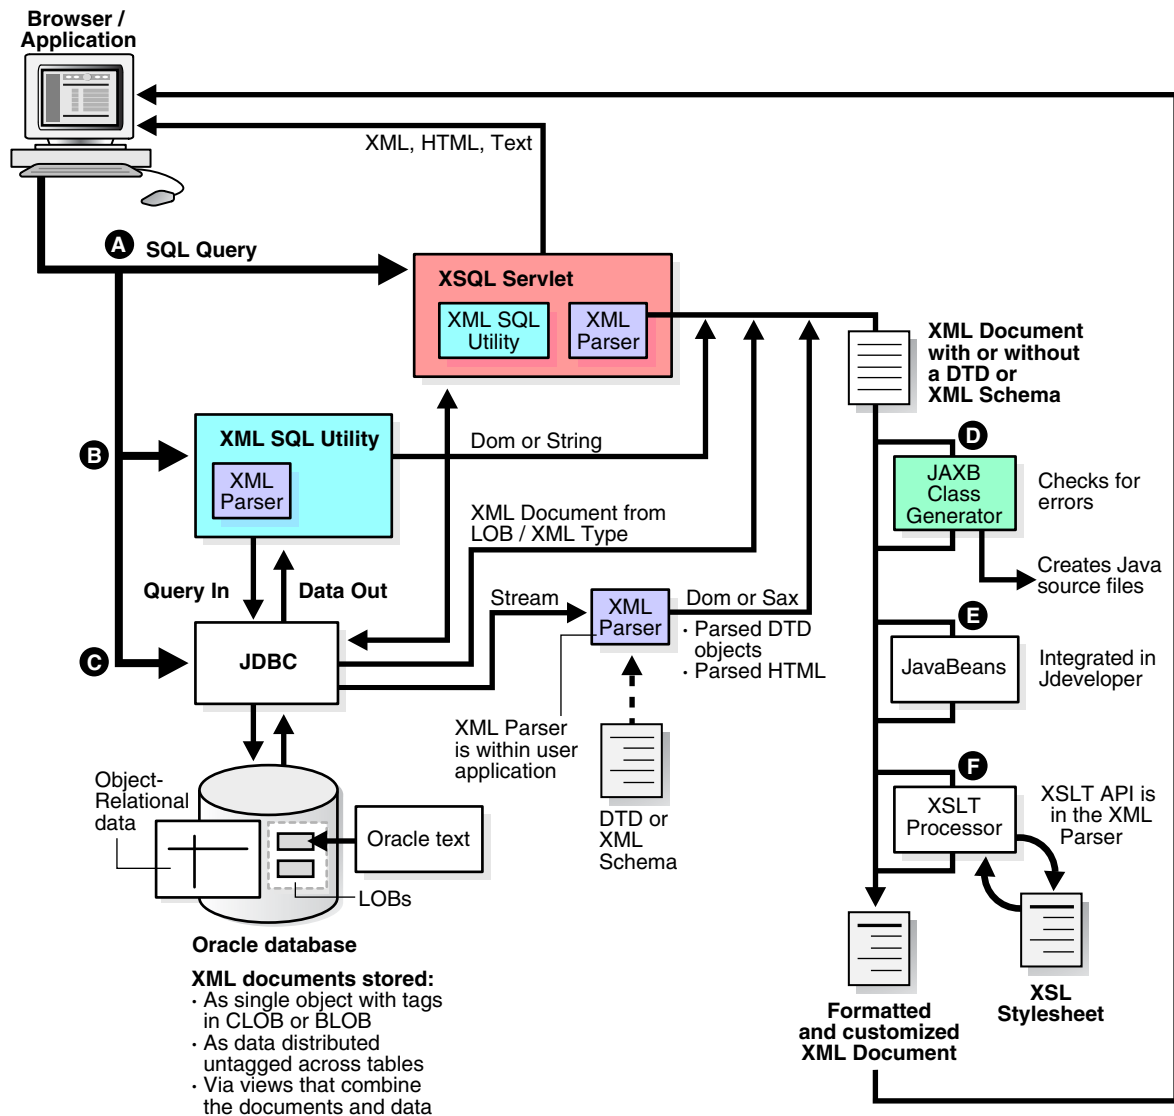 Browser /
Application
XML, HTML, Text
A
SQL Query
XSQL Servlet
XML SQL
Utility
XML
Parser
XML Document
with or without
a DTD or
XML Schema
B
XML SQL Utility
XML
Parser
Dom or String
D
JAXB
Class
Generator
Checks for
errors
Creates Java
source files
XML Document from
LOB / XML Type
Query In
Data Out
Stream
XML
Parser
Dom or Sax
· Parsed DTD
objects
· Parsed HTML
C
JDBC
E
JavaBeans
Integrated in
Jdeveloper
XML Parser
is within user
application
DTD or
XML
Schema
F
XSLT
Processor
XSLT API is
in the XML
Parser
Object-
Relational
data
Oracle text
LOBs
Oracle database
XML documents stored:
· As single object with tags
in CLOB or BLOB
· As data distributed
untagged across tables
· Via views that combine
the documents and data
Formatted
and customized
XML Document
XSL
Stylesheet